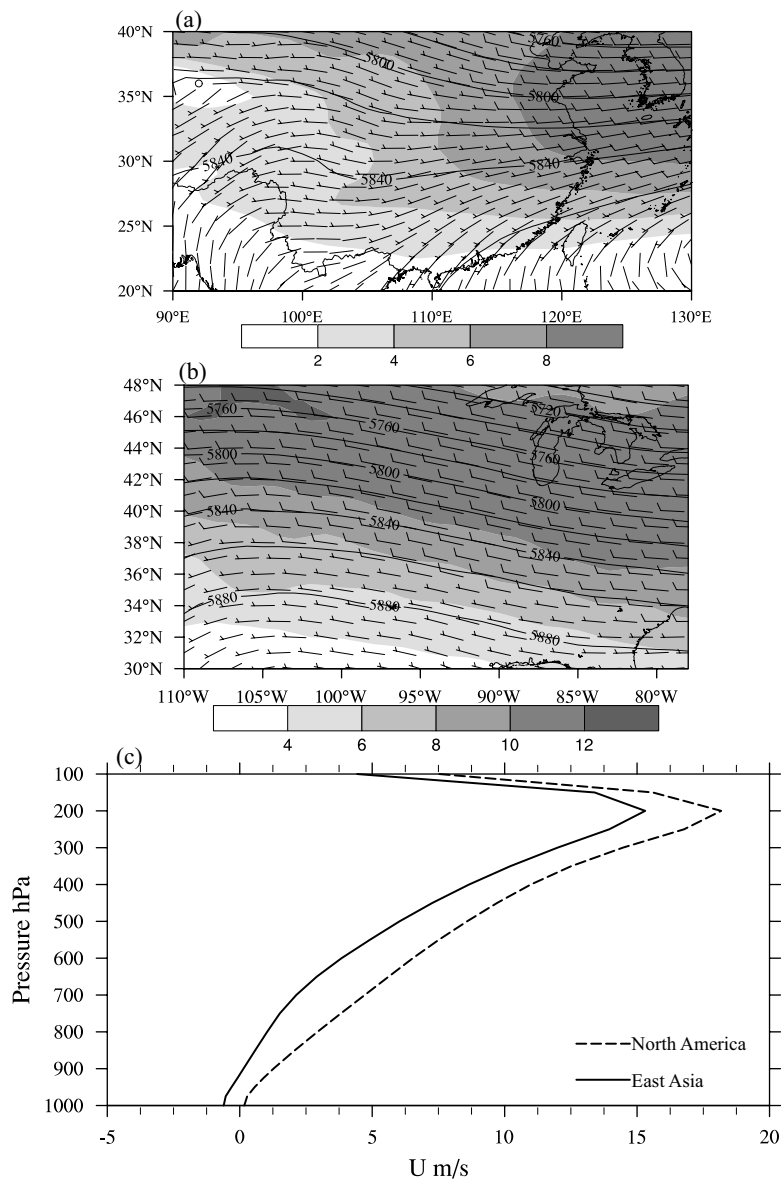 (a)
40°N
35°N
30°N
25°N
20°N
5760
5800
5800
5840
5840
5840
90°E 100°E 110°E 120°E 130°E
2 4 6 8
(b)
48°N
46°N
44°N
42°N
40°N
38°N
36°N
34°N
32°N
30°N
5760
5720
5760
5760
5800
5800
5800
5840
5840
5840
5880
5880
5880
110°W 105°W 100°W 95°W 90°W 85°W 80°W
4 6 8 10 12
(c)
100
200
300
400
500
600
700
800
900
1000
Pressure hPa
North America
East Asia
-5 0 5 10 15 20
U m/s